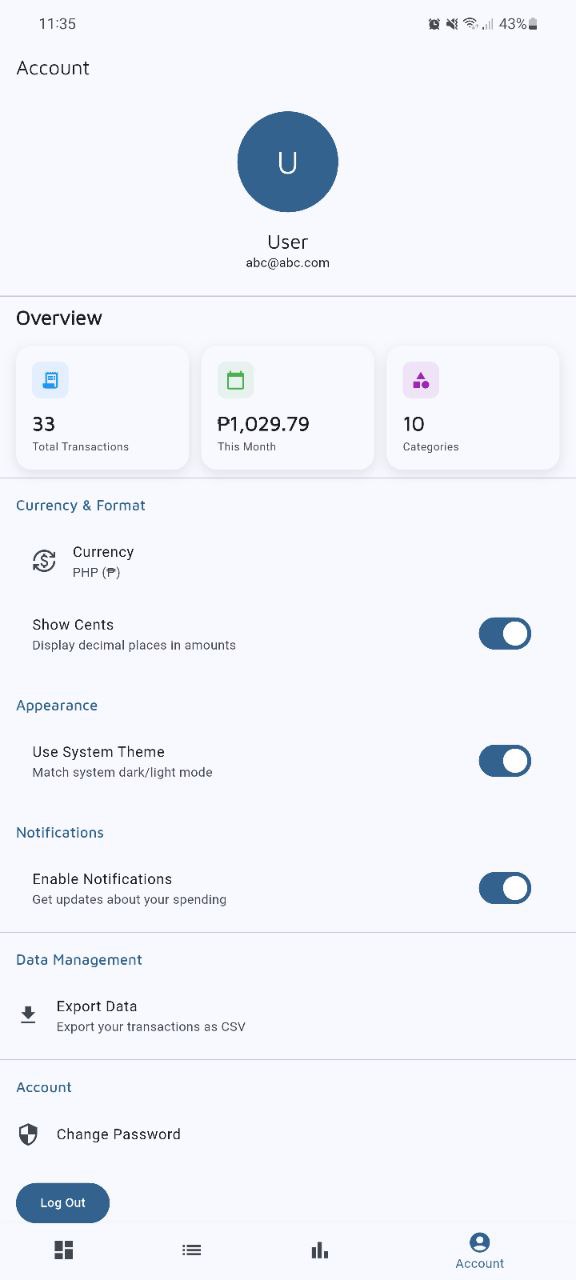 11:35
43%
Account
U
User
abc@abc.com
Overview
33
Total Transactions
₱1,029.79
This Month
10
Categories
Currency & Format
Currency
PHP (₱)
Show Cents
Display decimal places in amounts
Appearance
Use System Theme
Match system dark/light mode
Notifications
Enable Notifications
Get updates about your spending
Data Management
Export Data
Export your transactions as CSV
Account
Change Password
Log Out
Account